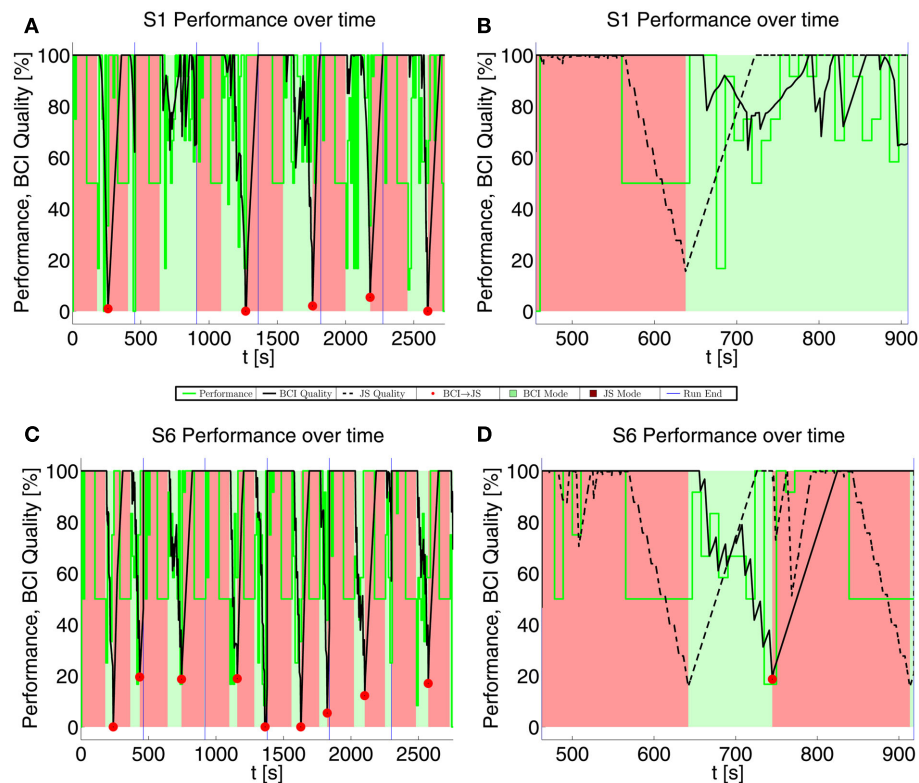 A
S1 Performance over time
Performance, BCI Quality [%]
100
80
60
40
20
0
0 500 1000 1500 2000 2500
t [s]
B
S1 Performance over time
Performance, BCI Quality [%]
100
80
60
40
20
0
500 600 700 800 900
t [s]
Performance BCI Quality JS Quality BCI→JS BCI Mode JS Mode Run End
C
S6 Performance over time
Performance, BCI Quality [%]
100
80
60
40
20
0
0 500 1000 1500 2000 2500
t [s]
D
S6 Performance over time
Performance, BCI Quality [%]
100
80
60
40
20
0
500 600 700 800 900
t [s]